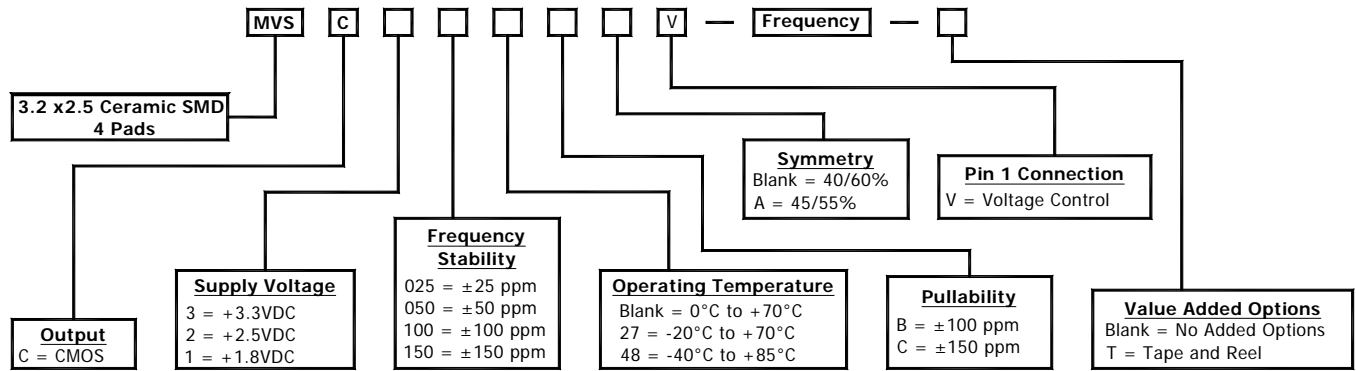 MVS C V — Frequency —
3.2 x2.5 Ceramic SMD
4 Pads
Output
C = CMOS
Supply Voltage
3 = +3.3VDC
2 = +2.5VDC
1 = +1.8VDC
Frequency
Stability
025 = ±25 ppm
050 = ±50 ppm
100 = ±100 ppm
150 = ±150 ppm
Operating Temperature
Blank = 0°C to +70°C
27 = -20°C to +70°C
48 = -40°C to +85°C
Symmetry
Blank = 40/60%
A = 45/55%
Pullability
B = ±100 ppm
C = ±150 ppm
Pin 1 Connection
V = Voltage Control
Value Added Options
Blank = No Added Options
T = Tape and Reel